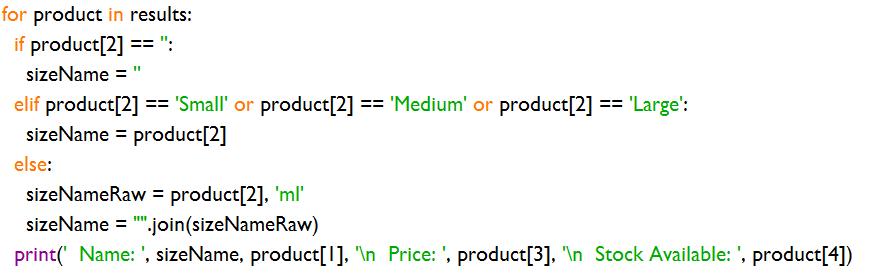 for product in results:
  if product[2] == '':
    sizeName = ''
  elif product[2] == 'Small' or product[2] == 'Medium' or product[2] == 'Large':
    sizeName = product[2]
  else:
    sizeNameRaw = product[2], 'ml'
    sizeName = "".join(sizeNameRaw)
  print('  Name: ', sizeName, product[1], '\n  Price: ', product[3], '\n  Stock Available: ', product[4])